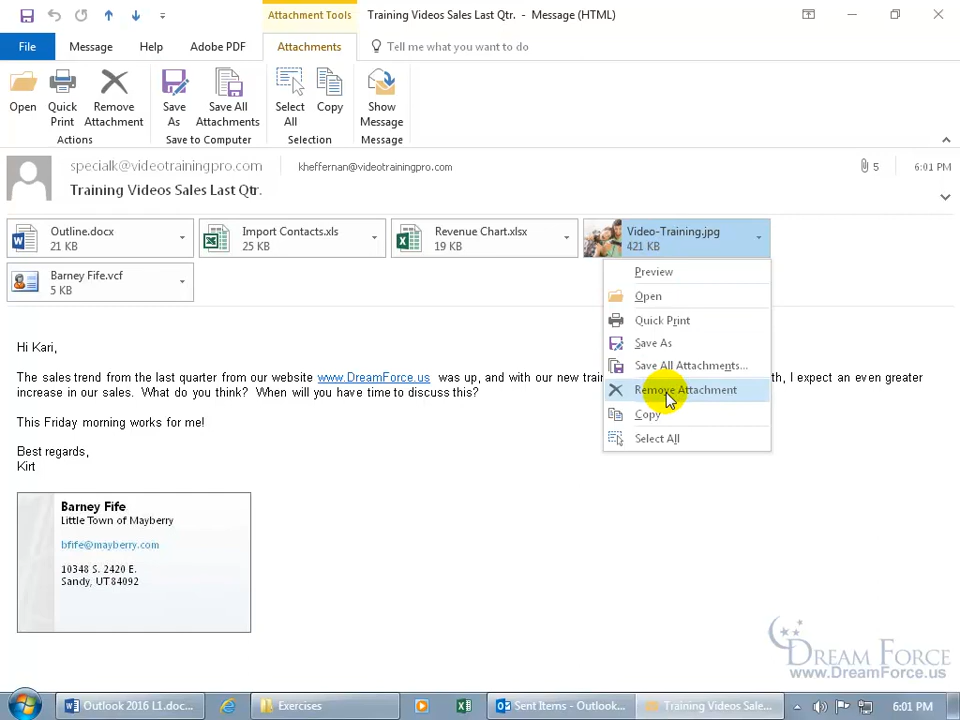 Attachment Tools Training Videos Sales Last Qtr. - Message (HTML)
File Message Help Adobe PDF Attachments Tell me what you want to do
Open Quick Print Remove Attachment Save As Save All Attachments Select All Copy Show Message
Actions Save to Computer Selection Message
specialk@videotrainingpro.com kheffernan@videotrainingpro.com 5 6:01 PM
Training Videos Sales Last Qtr.
Outline.docx Import Contacts.xls Revenue Chart.xlsx Video-Training.jpg
21 KB 25 KB 19 KB 421 KB
Barney Fife.vcf
5 KB
Preview
Open
Quick Print
Save As
Save All Attachments...
Remove Attachment
Copy
Select All
Hi Kari,
The sales trend from the last quarter from our website www.DreamForce.us was up, and with our new , I expect an even greater
increase in our sales. What do you think? When will you have time to discuss this?
This Friday morning works for me!
Best regards,
Kirt
Barney Fife
Little Town of Mayberry
bfife@mayberry.com
10348 S. 2420 E.
Sandy, UT 84092
Dream Force
www.DreamForce.us
Outlook 2016 L1.doc... Exercises Sent Items - Outlook... Training Videos Sale... 6:01 PM